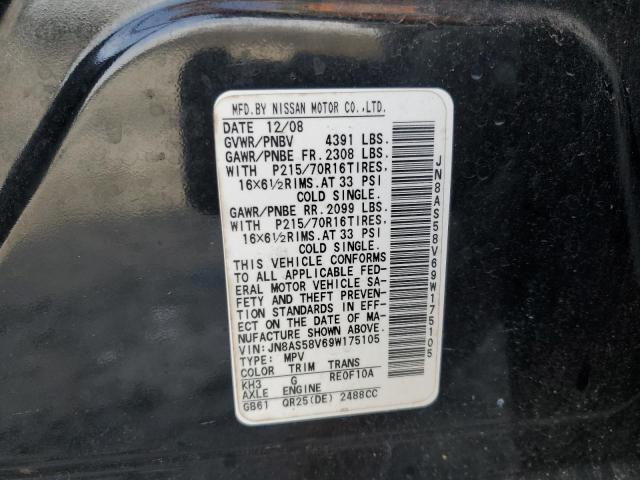 MFD.BY NISSAN MOTOR CO.,LTD.
DATE 12/08
GVWR/PNBV 4391 LBS.
GAWR/PNBE FR.2308 LBS.
WITH P215/70R16TIRES.
16X6½RIMS.AT 33 PSI
COLD SINGLE.
GAWR/PNBE RR.2099 LBS.
WITH P215/70R16TIRES.
16X6½RIMS.AT 33 PSI
COLD SINGLE.
THIS VEHICLE CONFORMS
TO ALL APPLICABLE FED-
ERAL MOTOR VEHICLE SA-
FETY AND THEFT PREVEN-
TION STANDARDS IN EFF-
ECT ON THE DATE OF MA-
NUFACTURE SHOWN ABOVE.
VIN:JN8AS58V69W175105
TYPE: MPV
COLOR TRIM TRANS
KH3 G RE0F10A
AXLE ENGINE
GB61 QR25(DE) 2488CC
JN8AS58V69W175105